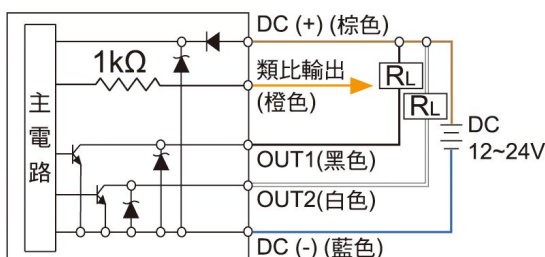 DC (+) (棕色)
1kΩ
類比輸出
(橙色)
RL
RL
主電路
DC
12~24V
OUT1(黑色)
OUT2(白色)
DC (-) (藍色)